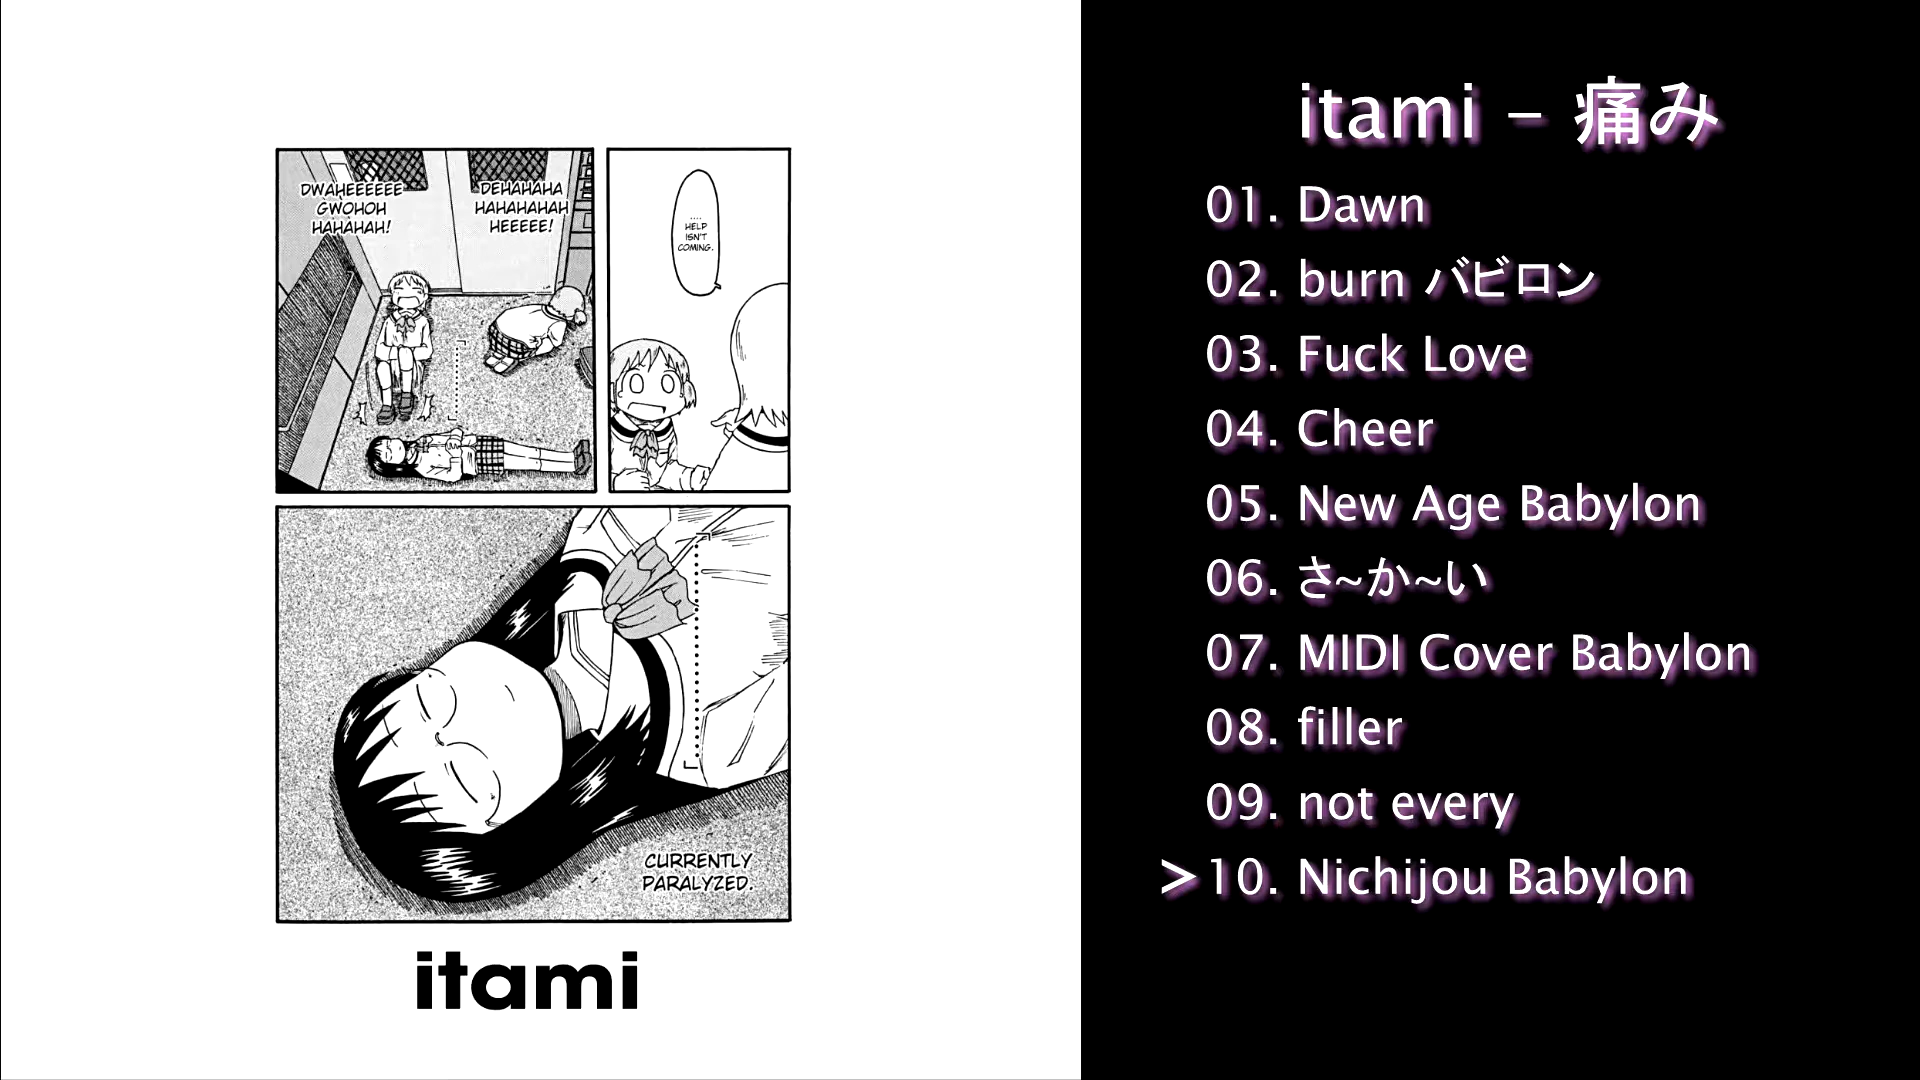 DWAHEEEEEE
GWOHOH
HAHAHAH!
DEHAHAHA
HAHAHAHAH
HEEEEE!
....
HELP
ISN'T
COMING.
CURRENTLY
PARALYZED.
itami
itami – 痛み
01. Dawn
02. burn バビロン
03. Fuck Love
04. Cheer
05. New Age Babylon
06. さ~か~い
07. MIDI Cover Babylon
08. filler
09. not every
>10. Nichijou Babylon